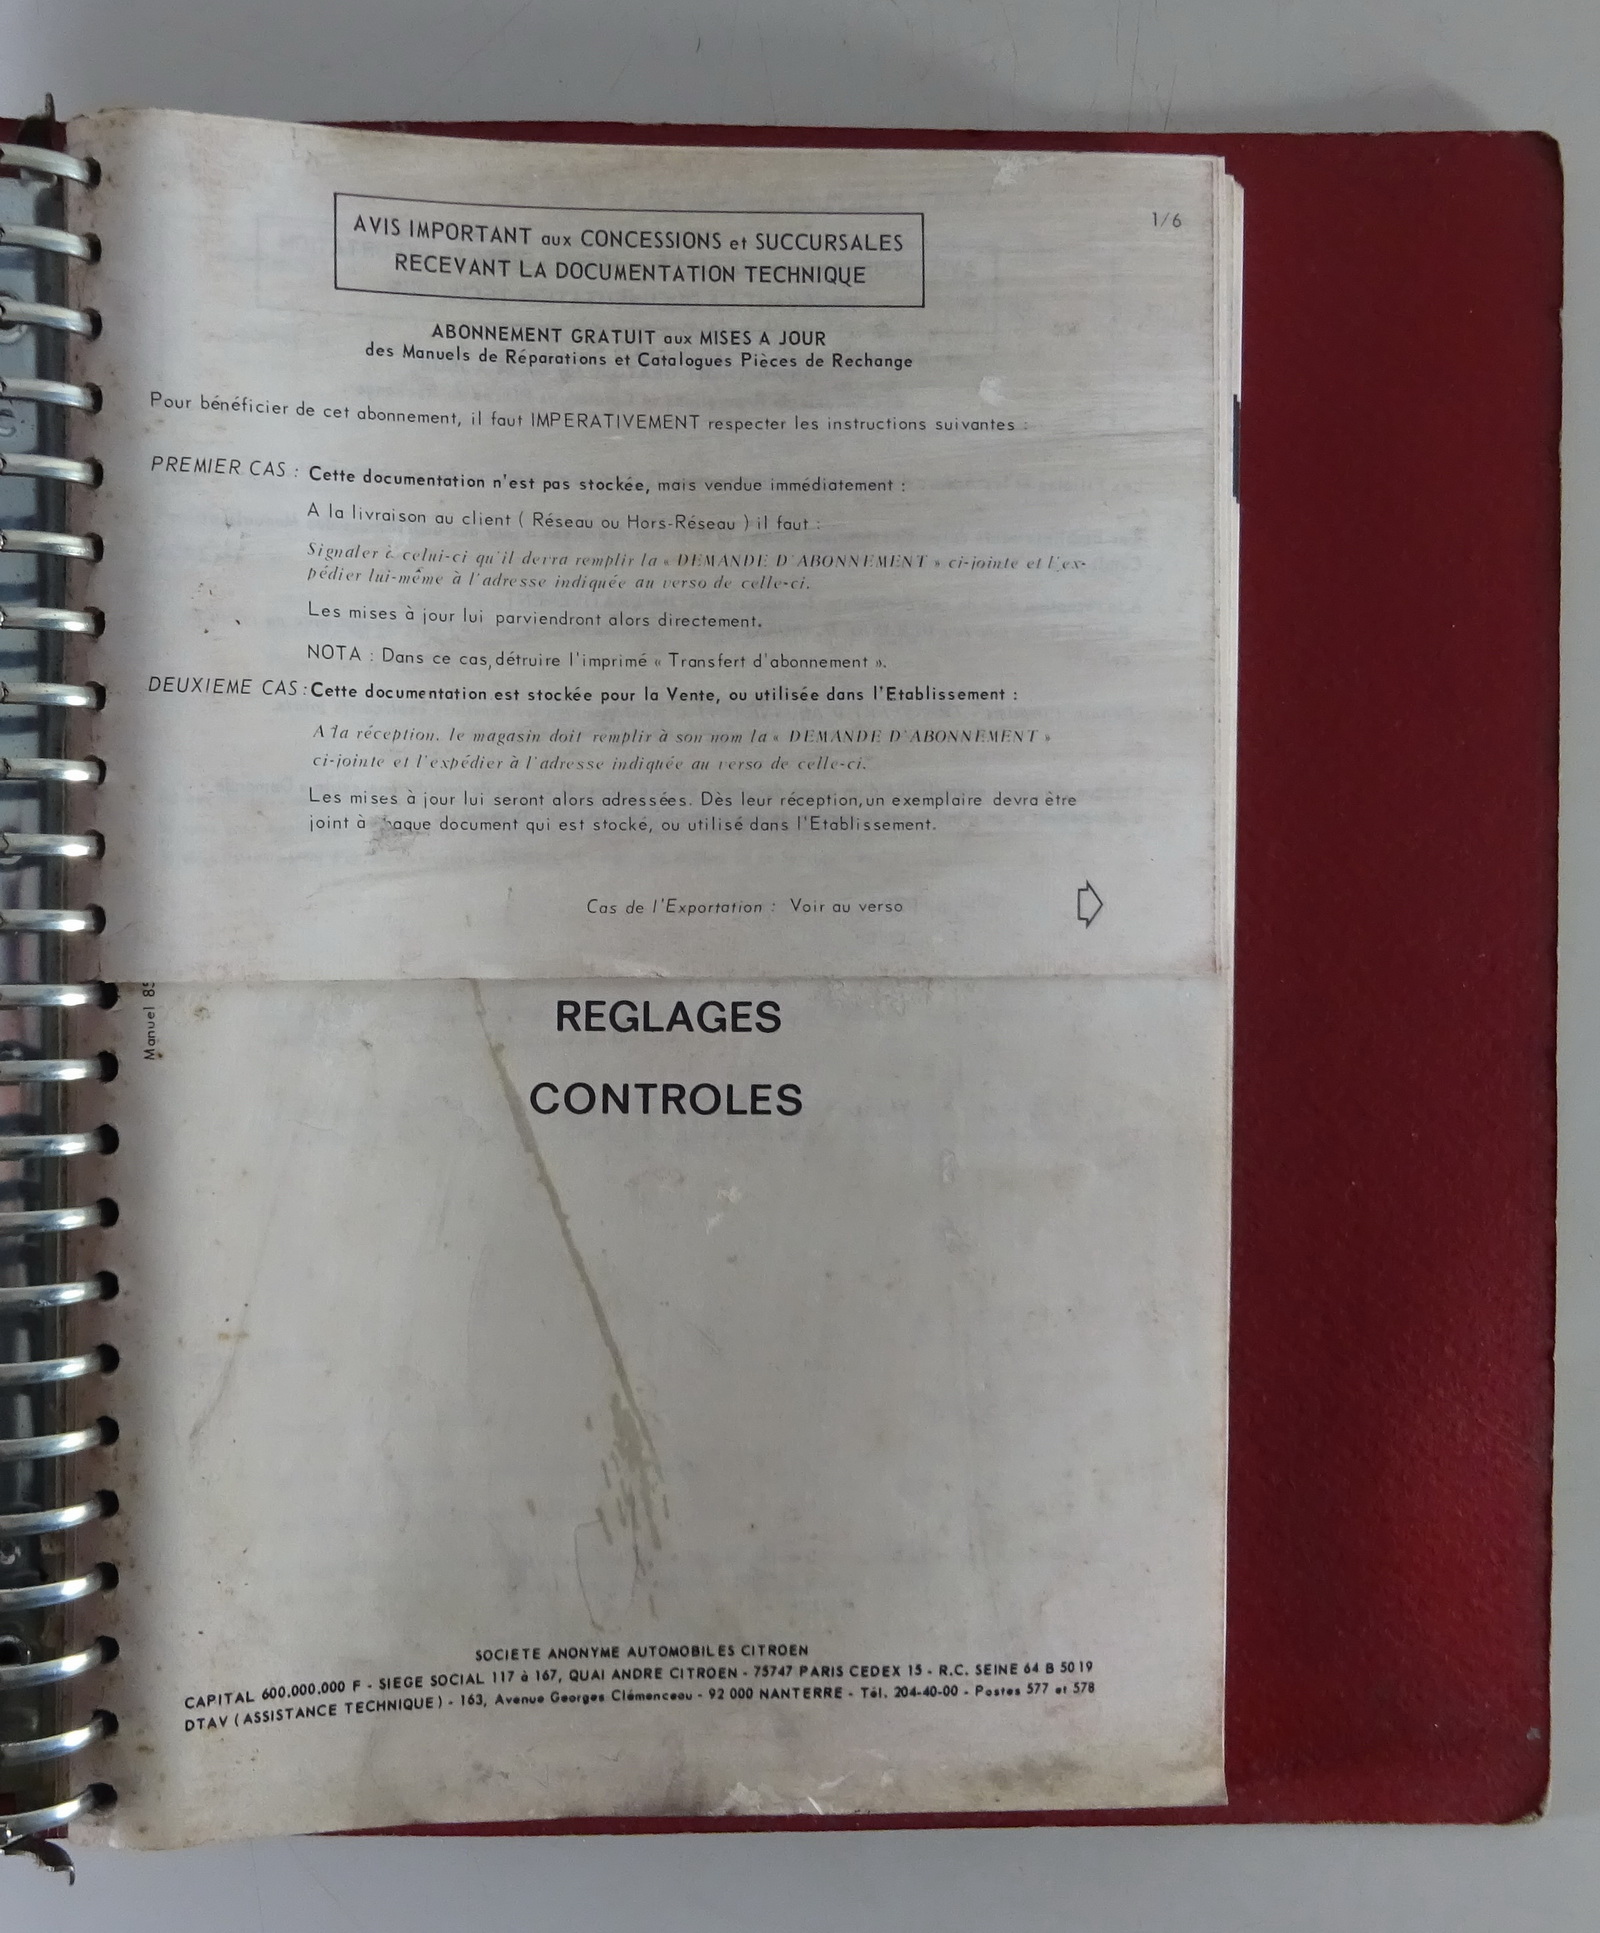 1/6
AVIS IMPORTANT aux CONCESSIONS et SUCCURSALES
RECEVANT LA DOCUMENTATION TECHNIQUE
ABONNEMENT GRATUIT aux MISES A JOUR
des Manuels de Réparations et Catalogues Pièces de Rechange
Pour bénéficier de cet abonnement, il faut IMPERATIVEMENT respecter les instructions suivantes :
PREMIER CAS : Cette documentation n'est pas stockée, mais vendue immédiatement :
A la livraison au client ( Réseau ou Hors-Réseau ) il faut :
Signaler à celui-ci qu'il devra remplir la « DEMANDE D'ABONNEMENT » ci-jointe et l'ex-
pédier lui-même à l'adresse indiquée au verso de celle-ci.
Les mises à jour lui parviendront alors directement.
NOTA : Dans ce cas, détruire l'imprimé « Transfert d'abonnement ».
DEUXIEME CAS : Cette documentation est stockée pour la Vente, ou utilisée dans l'Etablissement :
A la réception, le magasin doit remplir à son nom la « DEMANDE D'ABONNEMENT »
ci-jointe et l'expédier à l'adresse indiquée au verso de celle-ci.
Les mises à jour lui seront alors adressées. Dès leur réception, un exemplaire devra être
joint à haque document qui est stocké, ou utilisé dans l'Etablissement.
Cas de l'Exportation : Voir au verso
Manuel 85
REGLAGES
CONTROLES
SOCIETE ANONYME AUTOMOBILES CITROEN
CAPITAL 600.000.000 F - SIEGE SOCIAL 117 à 167, QUAI ANDRE CITROEN - 75747 PARIS CEDEX 15 - R.C. SEINE 64 B 5019
DTAV (ASSISTANCE TECHNIQUE) - 163, Avenue Georges Clémenceau - 92 000 NANTERRE - Tél. 204-40-00 - Postes 577 et 578